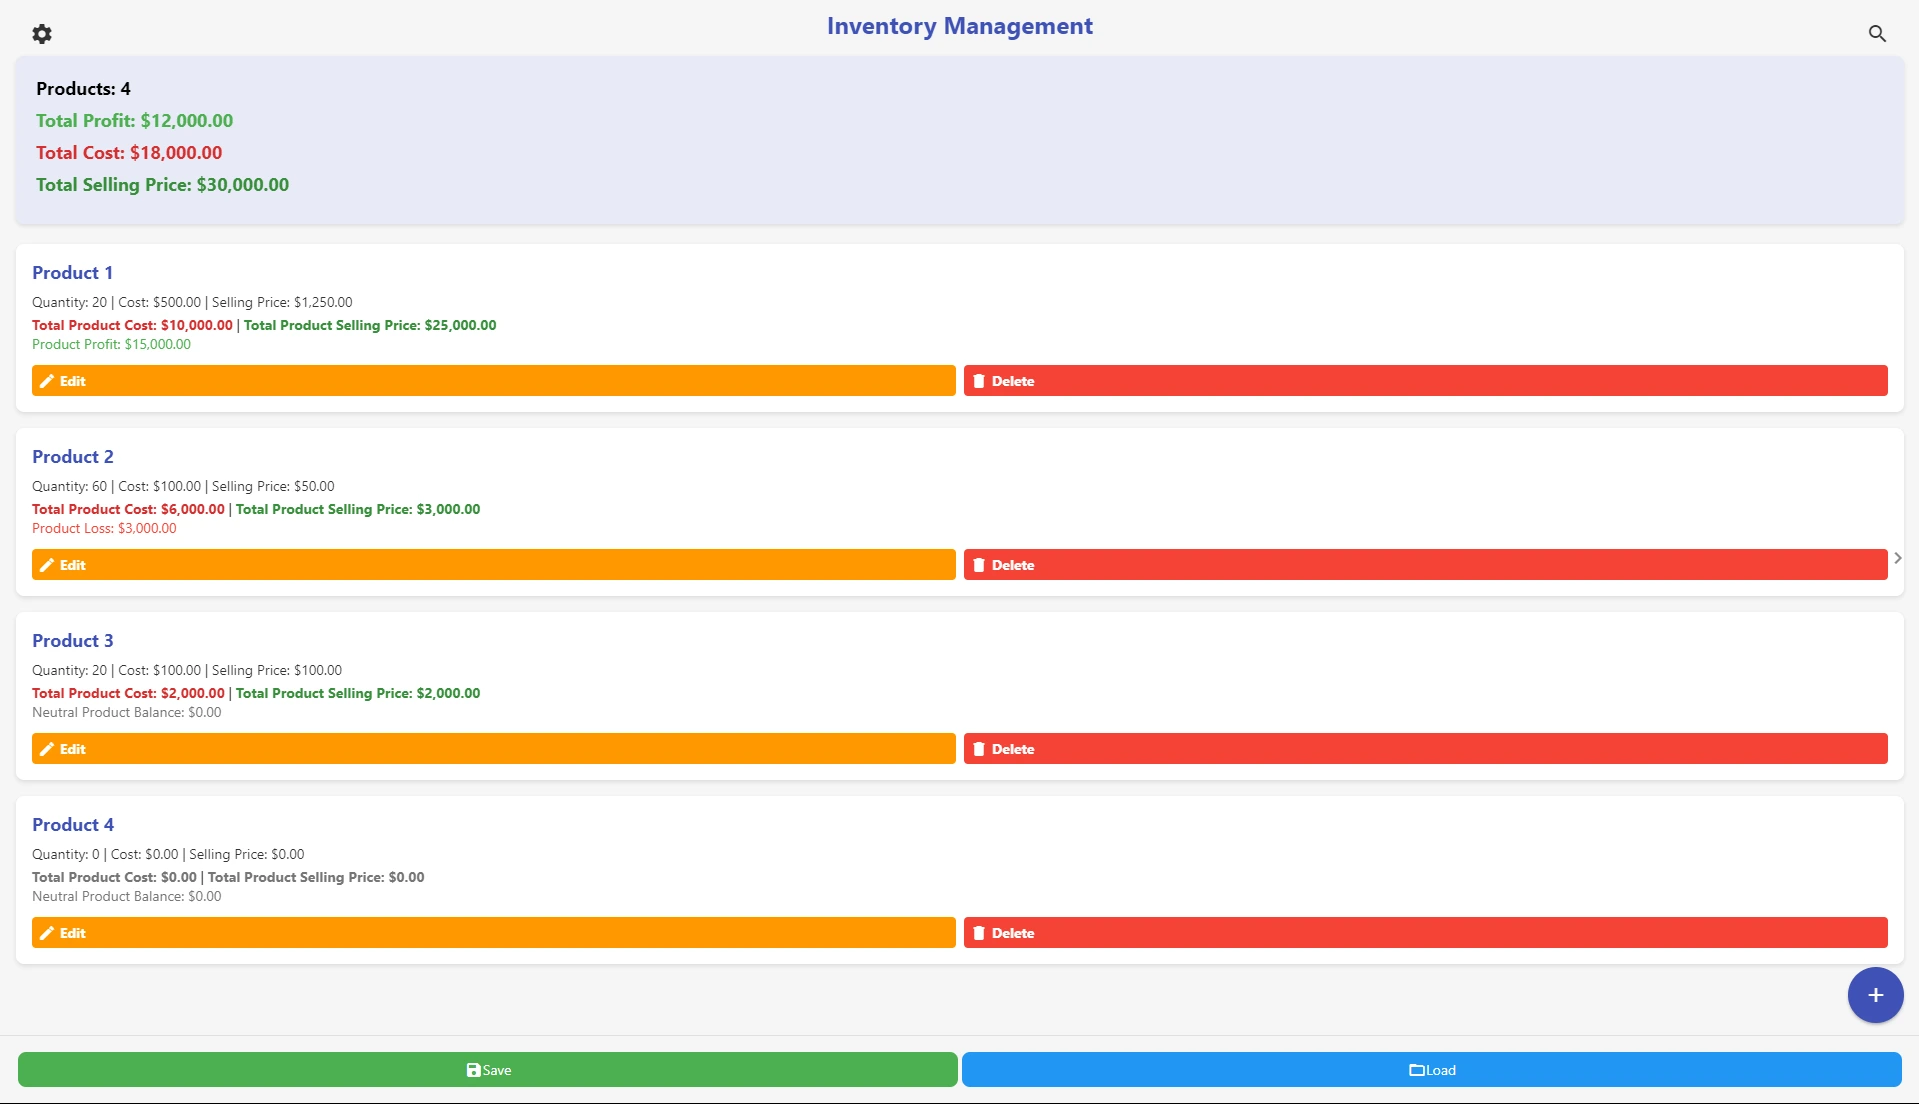 Inventory Management
Products: 4
Total Profit: $12,000.00
Total Cost: $18,000.00
Total Selling Price: $30,000.00
Product 1
Quantity: 20 | Cost: $500.00 | Selling Price: $1,250.00
Total Product Cost: $10,000.00 | Total Product Selling Price: $25,000.00
Product Profit: $15,000.00
Edit Delete
Product 2
Quantity: 60 | Cost: $100.00 | Selling Price: $50.00
Total Product Cost: $6,000.00 | Total Product Selling Price: $3,000.00
Product Loss: $3,000.00
Edit Delete
Product 3
Quantity: 20 | Cost: $100.00 | Selling Price: $100.00
Total Product Cost: $2,000.00 | Total Product Selling Price: $2,000.00
Neutral Product Balance: $0.00
Edit Delete
Product 4
Quantity: 0 | Cost: $0.00 | Selling Price: $0.00
Total Product Cost: $0.00 | Total Product Selling Price: $0.00
Neutral Product Balance: $0.00
Edit Delete
Save Load